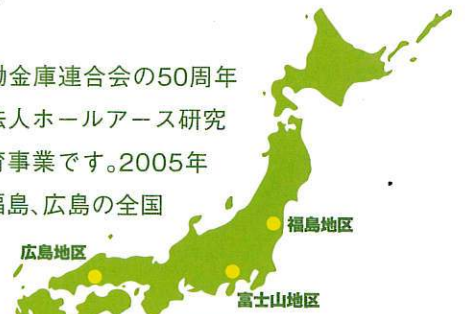 働金庫連合会の50周年
法人ホールアース研究
育事業です。2005年
福島、広島の全国
福島地区
広島地区
富士山地区